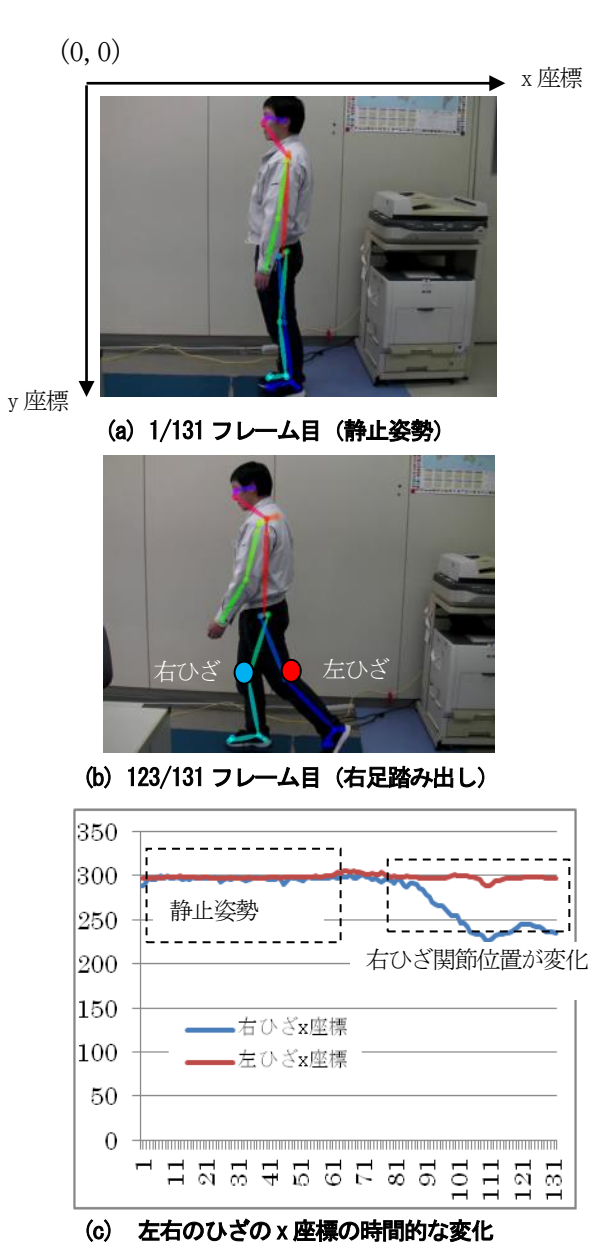 (0, 0)
x 座標
y 座標
(a) 1/131 フレーム目（静止姿勢）
右ひざ
左ひざ
(b) 123/131 フレーム目（右足踏み出し）
350
300
250
200
150
100
50
0
静止姿勢
右ひざ関節位置が変化
右ひざx座標
左ひざx座標
1
11
21
31
41
51
61
71
81
91
101
111
121
131
(c) 左右のひざの x 座標の時間的な変化